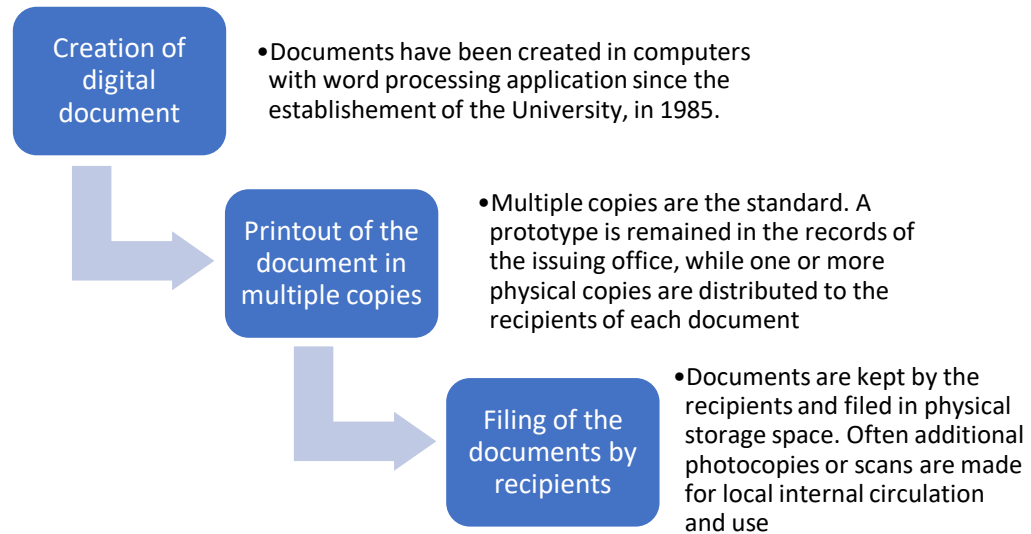 Creation of
digital
document
•Documents have been created in computers
with word processing application since the
establishement of the University, in 1985.
Printout of the
document in
multiple copies
•Multiple copies are the standard. A
prototype is remained in the records of
the issuing office, while one or more
physical copies are distributed to the
recipients of each document
Filing of the
documents by
recipients
•Documents are kept by the
recipients and filed in physical
storage space. Often additional
photocopies or scans are made
for local internal circulation
and use